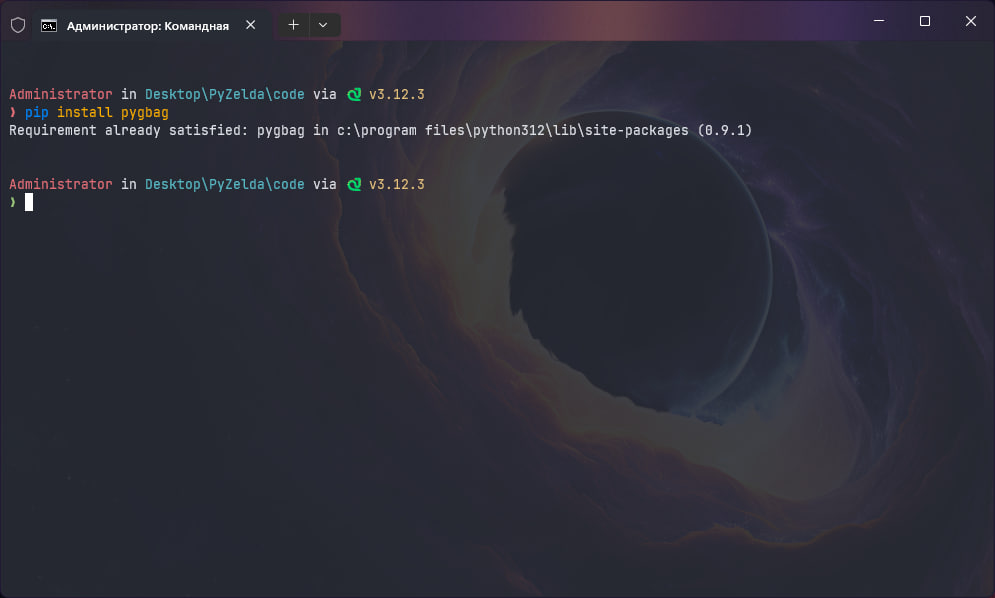 Администратор: Командная
Administrator in Desktop\PyZelda\code via v3.12.3
❯ pip install pygbag
Requirement already satisfied: pygbag in c:\program files\python312\lib\site-packages (0.9.1)
Administrator in Desktop\PyZelda\code via v3.12.3
❯